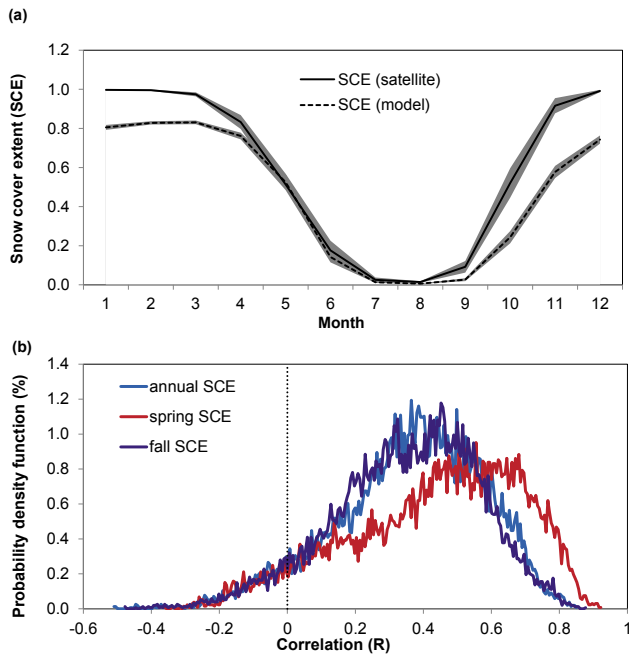 (a)
1.2
1.0
0.8
0.6
0.4
0.2
0.0
Snow cover extent (SCE)
SCE (satellite)
SCE (model)
1 2 3 4 5 6 7 8 9 10 11 12
Month
(b)
1.4
1.2
1.0
0.8
0.6
0.4
0.2
0.0
Probability density function (%)
annual SCE
spring SCE
fall SCE
-0.6 -0.4 -0.2 0 0.2 0.4 0.6 0.8 1
Correlation (R)